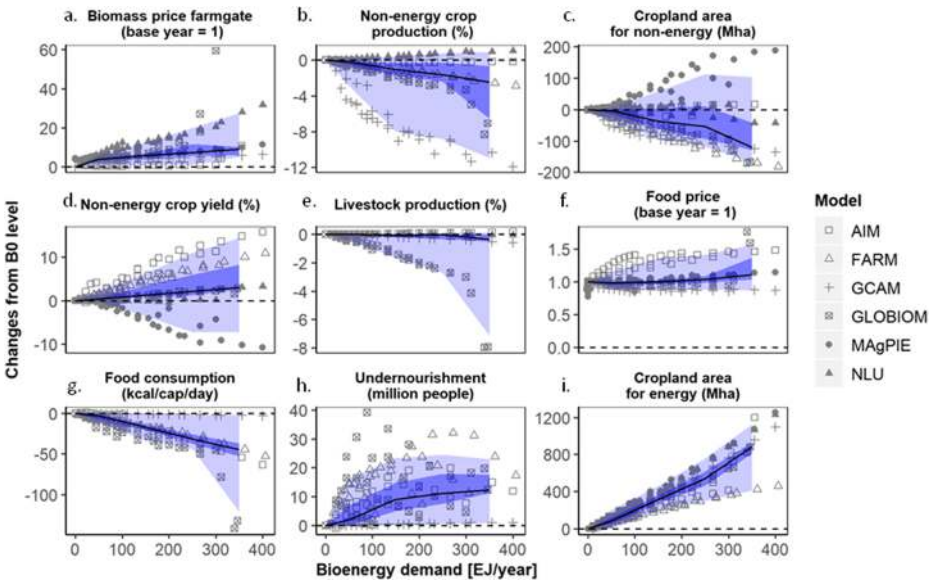 a. Biomass price farmgate
(base year = 1)
60
40
20
0
b. Non-energy crop
production (%)
0
-4
-8
-12
c. Cropland area
for non-energy (Mha)
200
100
0
-100
-200
Changes from B0 level
d. Non-energy crop yield (%)
10
0
-10
e. Livestock production (%)
0
-2
-4
-6
-8
f. Food price
(base year = 1)
1.5
1.0
0.5
0.0
Model
AIM
FARM
GCAM
GLOBIOM
MAgPIE
NLU
g. Food consumption
(kcal/cap/day)
0
-50
-100
0 100 200 300 400
h. Undernourishment
(million people)
40
30
20
10
0
0 100 200 300 400
i. Cropland area
for energy (Mha)
1200
800
400
0
0 100 200 300 400
Bioenergy demand [EJ/year]